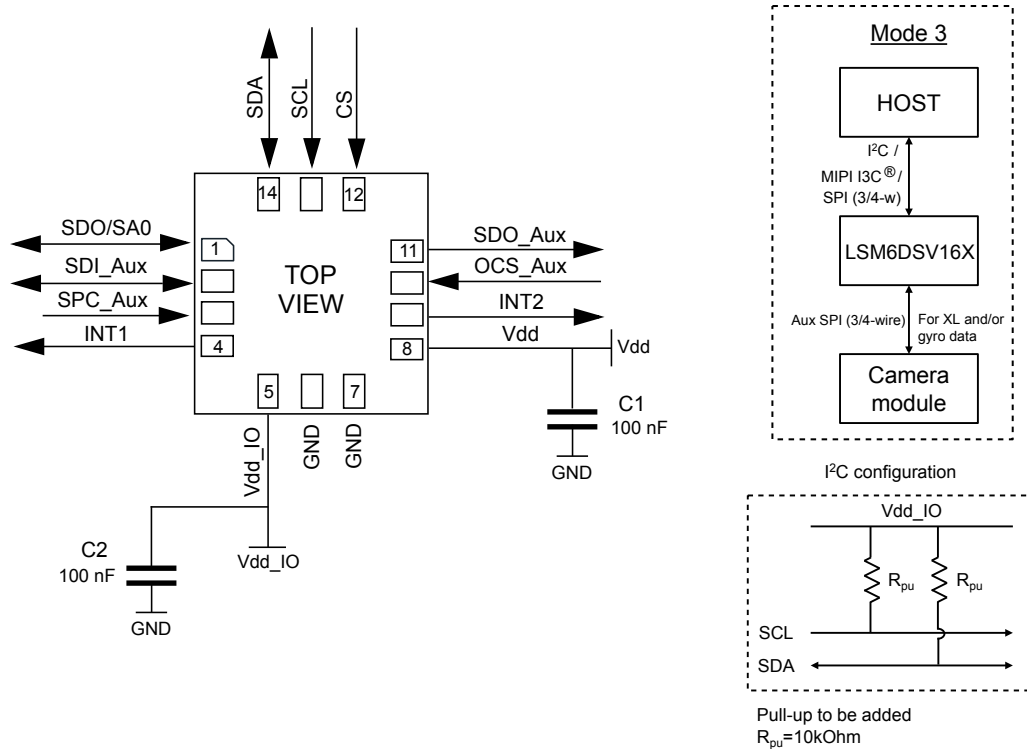 SDA
SCL
CS
14
12
SDO/SA0
SDI_Aux
SPC_Aux
INT1
1
4
TOP
VIEW
11
8
SDO_Aux
OCS_Aux
INT2
Vdd
Vdd
5
7
Vdd_IO
GND
GND
C1
100 nF
GND
C2
100 nF
GND
Vdd_IO
Mode 3
HOST
I²C /
MIPI I3C®/
SPI (3/4-w)
LSM6DSV16X
Aux SPI (3/4-wire)
For XL and/or
gyro data
Camera
module
I²C configuration
Vdd_IO
Rpu
Rpu
SCL
SDA
Pull-up to be added
Rpu=10kOhm